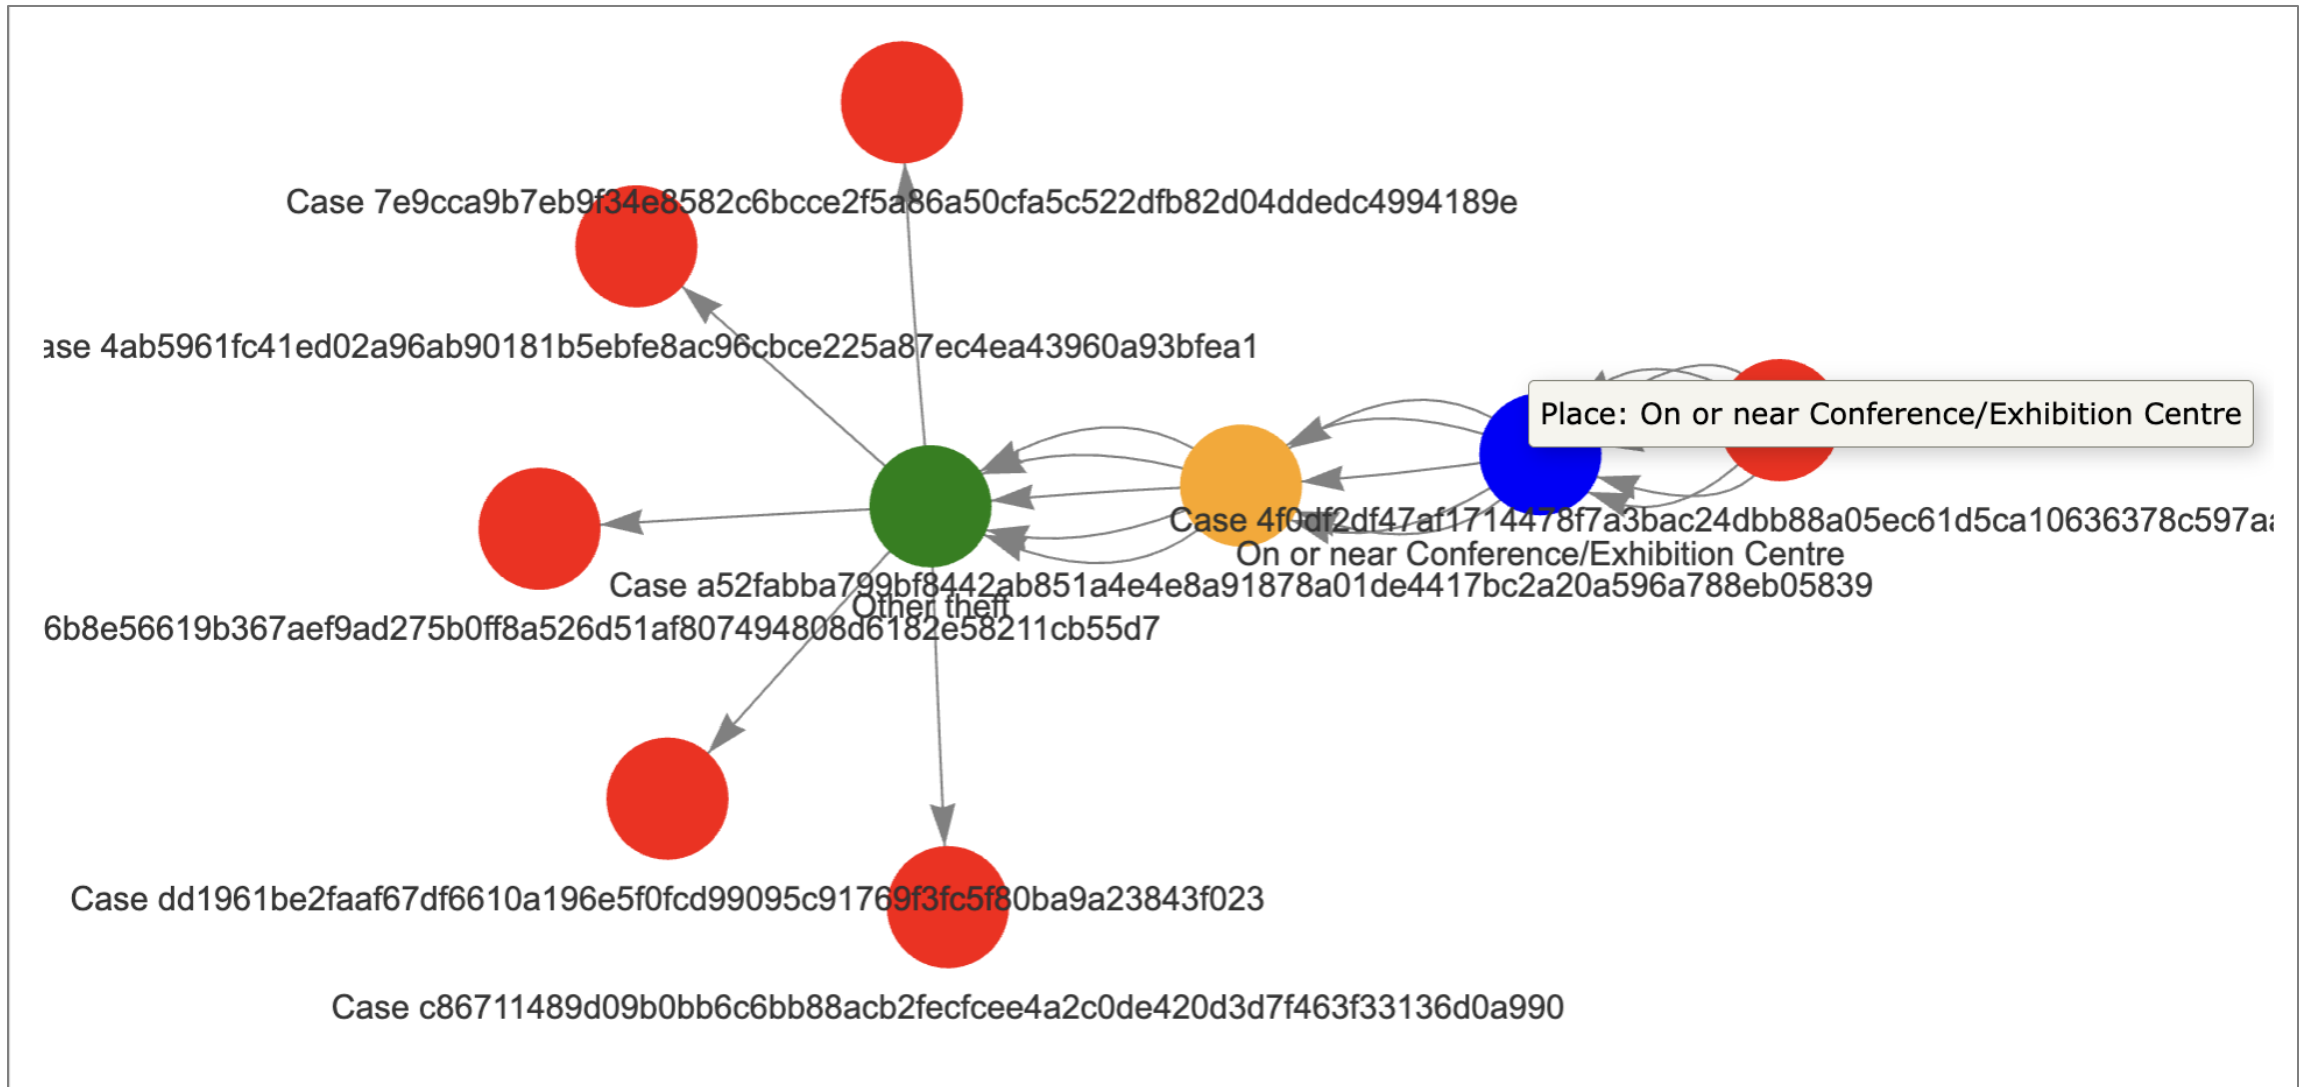 Case 7e9cca9b7eb9f34e8582c6bcce2f5a86a50cfa5c522dfb82d04ddedc4994189e
ase 4ab5961fc41ed02a96ab90181b5ebfe8ac96cbce225a87ec4ea43960a93bfea1
Place: On or near Conference/Exhibition Centre
Case 4f0df2df47af1714478f7a3bac24dbb88a05ec61d5ca10636378c597aa
On or near Conference/Exhibition Centre
Case a52fabba799bf8442ab851a4e4e8a91878a01de4417bc2a20a596a788eb05839
Other theft
6b8e56619b367aef9ad275b0ff8a526d51af807494808d6182e58211cb55d7
Case dd1961be2faaf67df6610a196e5f0fcd99095c91769f3fc5f80ba9a23843f023
Case c86711489d09b0bb6c6bb88acb2fecfcee4a2c0de420d3d7f463f33136d0a990